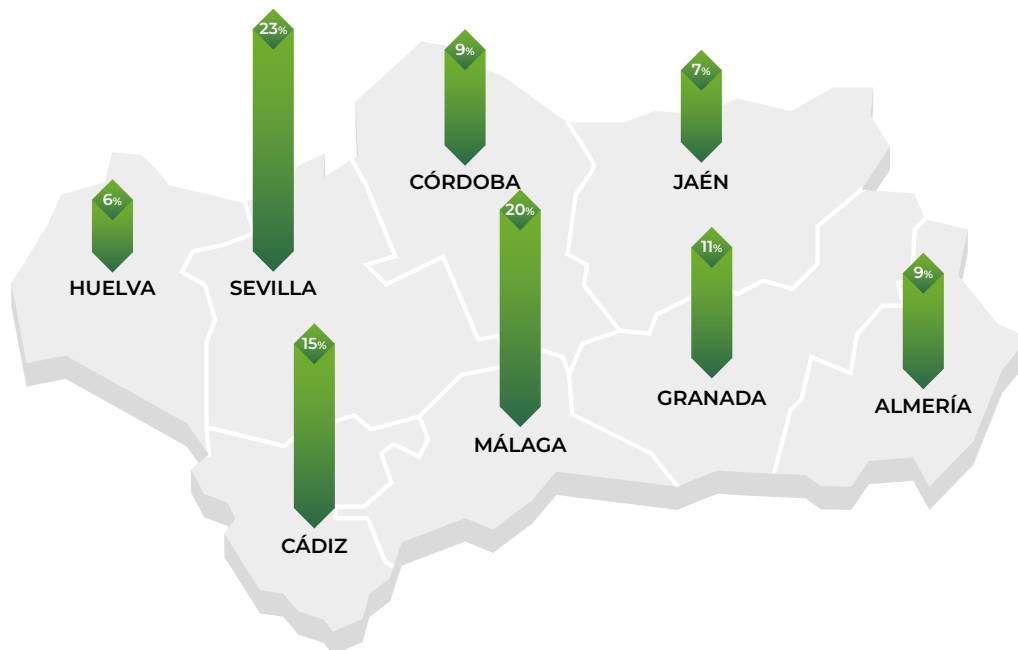 23%
9%
7%
CÓRDOBA
JAÉN
6%
20%
11%
HUELVA
SEVILLA
9%
15%
GRANADA
ALMERÍA
MÁLAGA
CÁDIZ